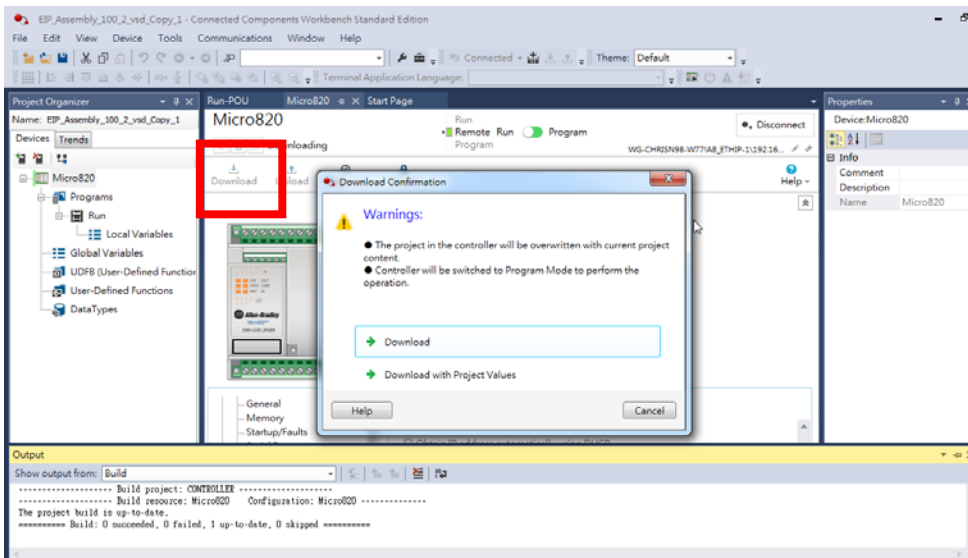 EIP_Assembly_100_2_vsd_Copy_1 - Connected Components Workbench Standard Edition
File Edit View Device Tools Communications Window Help
Connected
Theme: Default
Terminal Application Language:
Project Organizer
Name: EIP_Assembly_100_2_vsd_Copy_1
Devices Trends
Micro820
Programs
Run
Local Variables
Global Variables
UDFB (User-Defined Function
User-Defined Functions
DataTypes
Run-POU Micro820 Start Page
Micro820
Run
Remote Run Program
Program
Disconnect
Download
Help
Download Confirmation
Warnings:
● The project in the controller will be overwritten with current project
content.
● Controller will be switched to Program Mode to perform the
operation.
Download
Download with Project Values
Help Cancel
Allen-Bradley
General
Memory
Startup/Faults
Properties
Device:Micro820
Info
Comment
Description
Name Micro820
Output
Show output from: Build
-------------------- Build project: CONTROLLER --------------------
-------------------- Build resource: Micro820 Configuration: Micro820 --------------
The project build is up-to-date.
========== Build: 0 succeeded, 0 failed, 1 up-to-date, 0 skipped ==========